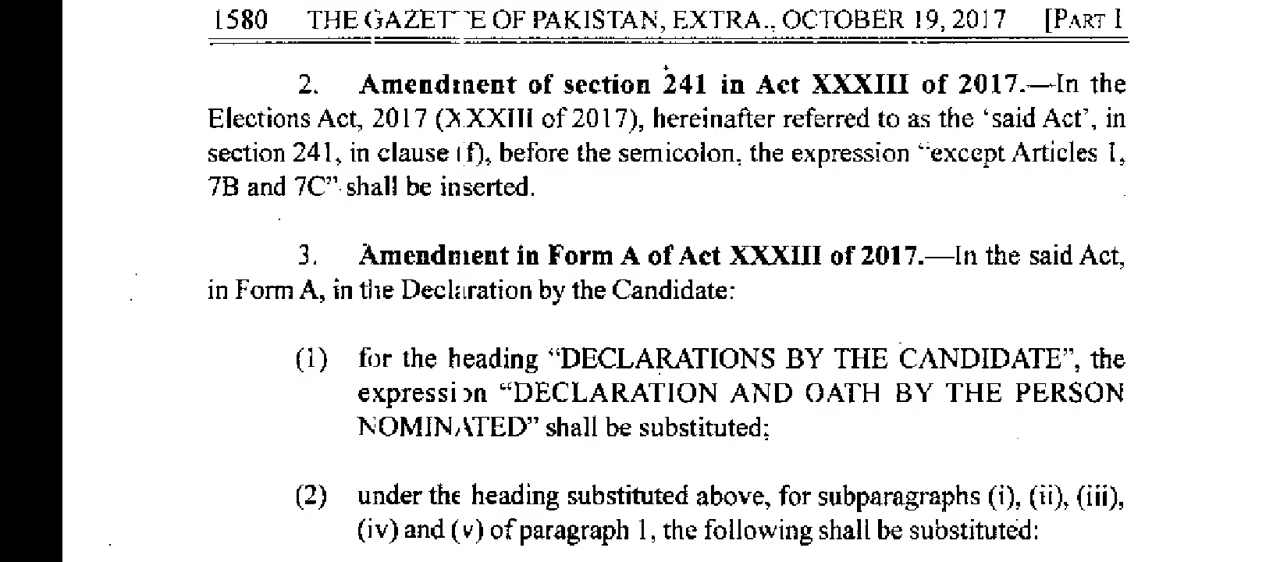 1580 THE GAZETTE OF PAKISTAN, EXTRA., OCTOBER 19, 2017 [PART I
2. Amendment of section 241 in Act XXXIII of 2017.—In the
Elections Act, 2017 (XXXIII of 2017), hereinafter referred to as the ‘said Act’, in
section 241, in clause (f), before the semicolon, the expression “except Articles 1,
7B and 7C” shall be inserted.
3. Amendment in Form A of Act XXXIII of 2017.—In the said Act,
in Form A, in the Declaration by the Candidate:
(1) for the heading “DECLARATIONS BY THE CANDIDATE”, the
expression “DECLARATION AND OATH BY THE PERSON
NOMINATED” shall be substituted;
(2) under the heading substituted above, for subparagraphs (i), (ii), (iii),
(iv) and (v) of paragraph 1, the following shall be substituted: